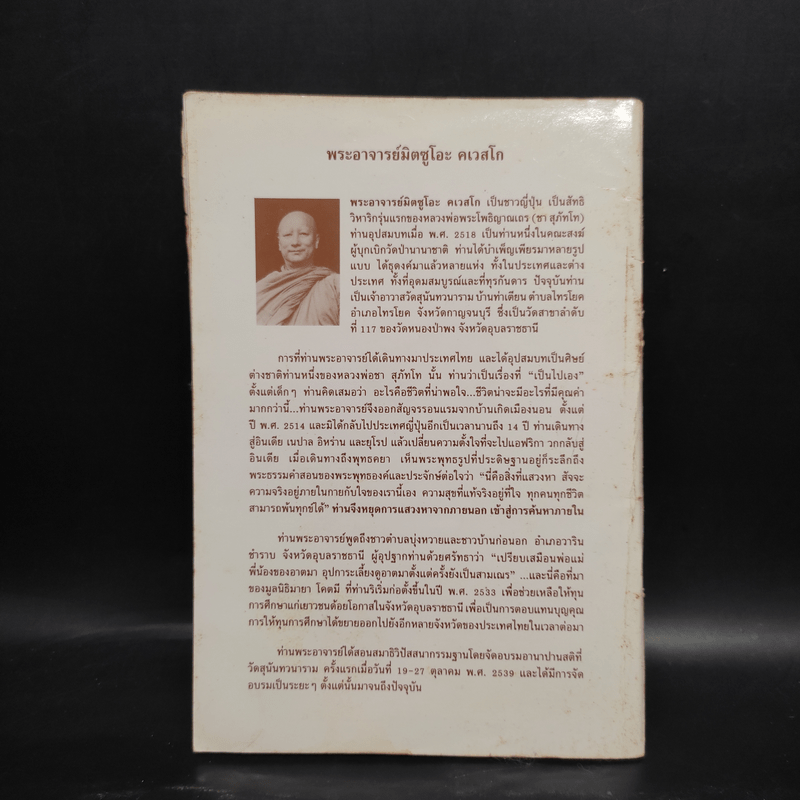 พระอาจารย์มิตซูโอะ คเวสโก
พระอาจารย์มิตซูโอะ คเวสโก เป็นชาวญี่ปุ่น เป็นสัทธิ
วิหาริกรุ่นแรกของหลวงพ่อพระโพธิญาณเถร (ชา สุภัทโท)
ท่านอุปสมบทเมื่อ พ.ศ. 2518 เป็นท่านหนึ่งในคณะสงฆ์
ผู้บุกเบิกวัดป่านานาชาติ ท่านได้บำเพ็ญเพียรมาหลายรูป
แบบ ได้ธุดงค์มาแล้วหลายแห่ง ทั้งในประเทศและต่าง
ประเทศ ทั้งที่อุดมสมบูรณ์และที่ทุรกันดาร ปัจจุบันท่าน
เป็นเจ้าอาวาสวัดสุนันทวนาราม บ้านท่าเตียน ตำบลไทรโยค
อำเภอไทรโยค จังหวัดกาญจนบุรี ซึ่งเป็นวัดสาขาลำดับ
ที่ 117 ของวัดหนองป่าพง จังหวัดอุบลราชธานี
การที่ท่านพระอาจารย์ได้เดินทางมาประเทศไทย และได้อุปสมบทเป็นศิษย์
ต่างชาติท่านหนึ่งของหลวงพ่อชา สุภัทโท นั้น ท่านว่าเป็นเรื่องที่ “เป็นไปเอง”
ตั้งแต่เด็กๆ ท่านคิดเสมอว่า อะไรคือชีวิตที่น่าพอใจ...ชีวิตน่าจะมีอะไรที่มีคุณค่า
มากกว่านี้...ท่านพระอาจารย์จึงออกสัญจรรอนแรมจากบ้านเกิดเมืองนอน ตั้งแต่
ปี พ.ศ. 2514 และมิได้กลับไปประเทศญี่ปุ่นอีกเป็นเวลานานถึง 14 ปี ท่านเดินทาง
สู่อินเดีย เนปาล อิหร่าน และยุโรป แล้วเปลี่ยนความตั้งใจที่จะไปแอฟริกา วกกลับสู่
อินเดีย เมื่อเดินทางถึงพุทธคยา เห็นพระพุทธรูปที่ประดิษฐานอยู่ก็ระลึกถึง
พระธรรมคำสอนของพระพุทธองค์และประจักษ์ต่อใจว่า “นี่คือสิ่งที่แสวงหา สัจจะ
ความจริงอยู่ภายในกายกับใจของเรานี้เอง ความสุขที่แท้จริงอยู่ที่ใจ ทุกคนทุกชีวิต
สามารถพ้นทุกข์ได้” ท่านจึงหยุดการแสวงหาจากภายนอก เข้าสู่การค้นหาภายใน
ท่านพระอาจารย์พูดถึงชาวตำบลบุ่งหวายและชาวบ้านก่อนอก อำเภอวาริน
ชำราบ จังหวัดอุบลราชธานี ผู้อุปฐากท่านด้วยศรัทธาว่า “เปรียบเสมือนพ่อแม่
พี่น้องของอาตมา อุปการะเลี้ยงดูอาตมาตั้งแต่ครั้งยังเป็นสามเณร” ...และนี่คือที่มา
ของมูลนิธิมายา โคตมี ที่ท่านริเริ่มก่อตั้งขึ้นในปี พ.ศ. 2533 เพื่อช่วยเหลือให้ทุน
การศึกษาแก่เยาวชนด้อยโอกาสในจังหวัดอุบลราชธานี เพื่อเป็นการตอบแทนบุญคุณ
การให้ทุนการศึกษาได้ขยายออกไปยังอีกหลายจังหวัดของประเทศไทยในเวลาต่อมา
ท่านพระอาจารย์ได้สอนสมาธิวิปัสสนากรรมฐานโดยจัดอบรมอานาปานสติที่
วัดสุนันทวนาราม ครั้งแรกเมื่อวันที่ 19-27 ตุลาคม พ.ศ. 2539 และได้มีการจัด
อบรมเป็นระยะๆ ตั้งแต่นั้นมาจนถึงปัจจุบัน